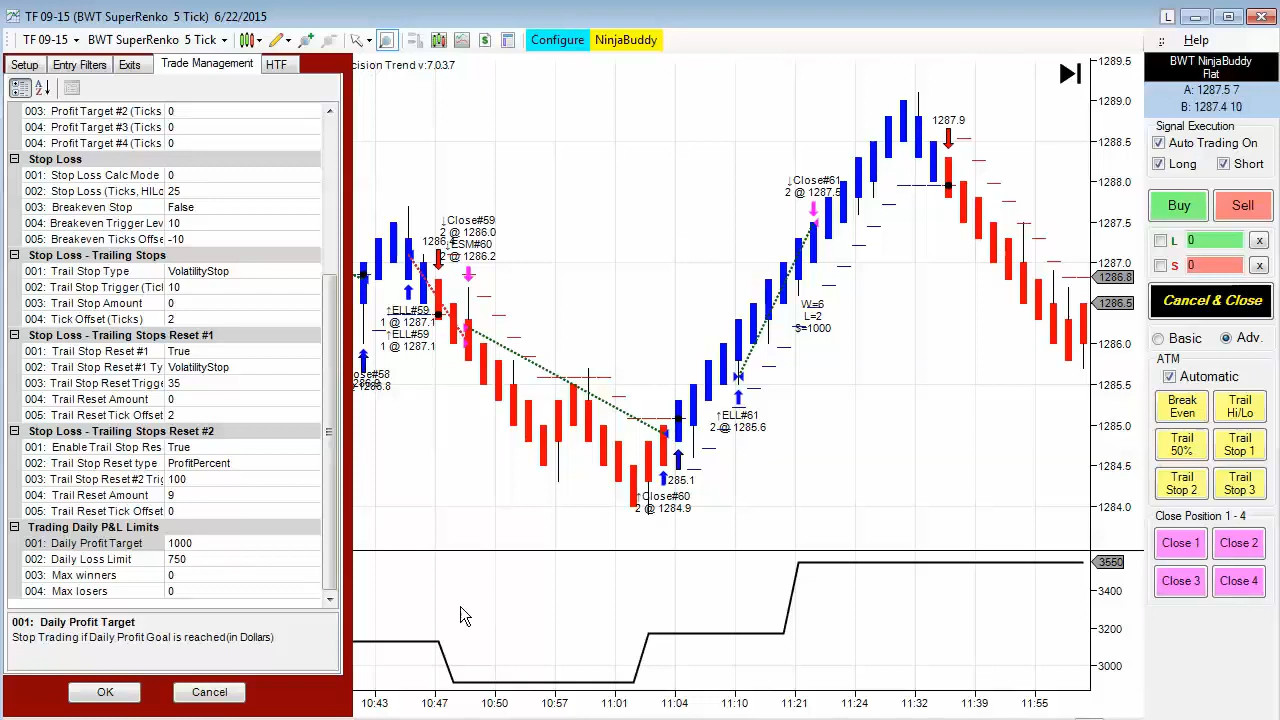 TF 09-15 (BWT SuperRenko 5 Tick) 6/22/2015
L
TF 09-15
BWT SuperRenko 5 Tick
$
Configure
NinjaBuddy
Help
Setup
Entry Filters
Exits
Trade Management
HTF
003: Profit Target #2 (Ticks 0
004: Profit Target #3 (Ticks 0
004: Profit Target #4 (Ticks 0
Stop Loss
001: Stop Loss Calc Mode 0
002: Stop Loss (Ticks, HILo 25
003: Breakeven Stop False
004: Breakeven Trigger Lev 10
005: Breakeven Ticks Offse -10
Stop Loss - Trailing Stops
001: Trail Stop Type VolatilityStop
002: Trail Stop Trigger (Tic 10
003: Trail Stop Amount 0
004: Tick Offset (Ticks) 2
Stop Loss - Trailing Stops Reset #1
001: Trail Stop Reset #1 True
002: Trail Stop Reset #1 Ty VolatilityStop
003: Trail Stop Reset Trigge 35
004: Trail Reset Amount 0
005: Trail Reset Tick Offset 2
Stop Loss - Trailing Stops Reset #2
001: Enable Trail Stop Res True
002: Trail Stop Reset type ProfitPercent
003: Trail Stop Reset #2 Trig 100
004: Trail Reset Amount 9
005: Trail Reset Tick Offset 0
Trading Daily P&L Limits
001: Daily Profit Target 1000
002: Daily Loss Limit 750
003: Max winners 0
004: Max losers 0
001: Daily Profit Target
Stop Trading if Daily Profit Goal is reached(in Dollars)
OK
Cancel
cision Trend v:7.0.37
↓Close#59
2 @ 1286.0
↓ESM#60
2 @ 1286.2
↑ELL#59
1 @ 1287.1
↑ELL#59
1 @ 1287.1
↑Close#60
2 @ 1284.9
↑ELL#61
2 @ 1285.6
W=6
L=2
$=1000
↓Close#61
2 @ 1287.5
1287.9
1289.5
1289.0
1288.5
1288.0
1287.5
1287.0
1286.8
1286.5
1286.0
1285.5
1285.0
1284.5
1284.0
3550
3400
3200
3000
10:43
10:47
10:57
11:01
11:04
11:10
11:21
11:24
11:32
11:43
11:55
BWT NinjaBuddy
Flat
A: 1287.5 7
B: 1287.4 10
Signal Execution
Auto Trading On
Long
Short
Buy
Sell
L 0 x
S 0 x
Cancel & Close
Basic
Adv.
ATM
Automatic
Break Even
Trail Hi/Lo
Trail 50%
Trail Stop 1
Trail Stop 2
Trail Stop 3
Close Position 1 - 4
Close 1
Close 2
Close 3
Close 4